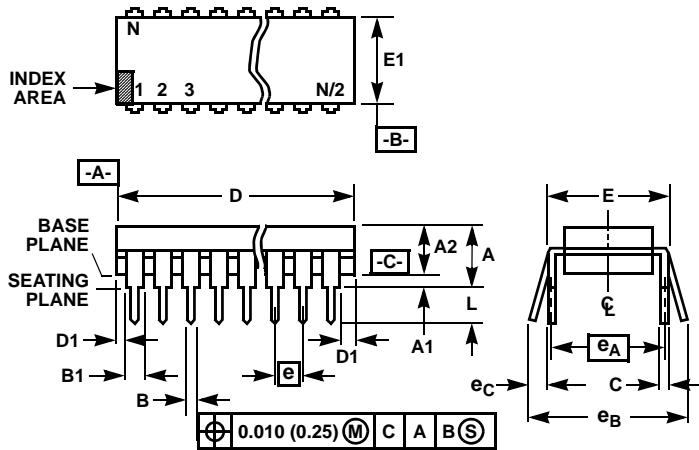 N
INDEX
AREA
1 2 3 N/2
E1
-B-
-A-
D
E
BASE
PLANE
A2
A
-C-
SEATING
PLANE
L
C
L
D1
A1
D1
eA
B1
e
eC
C
B
eB
0.010 (0.25) Ⓜ C A B Ⓢ